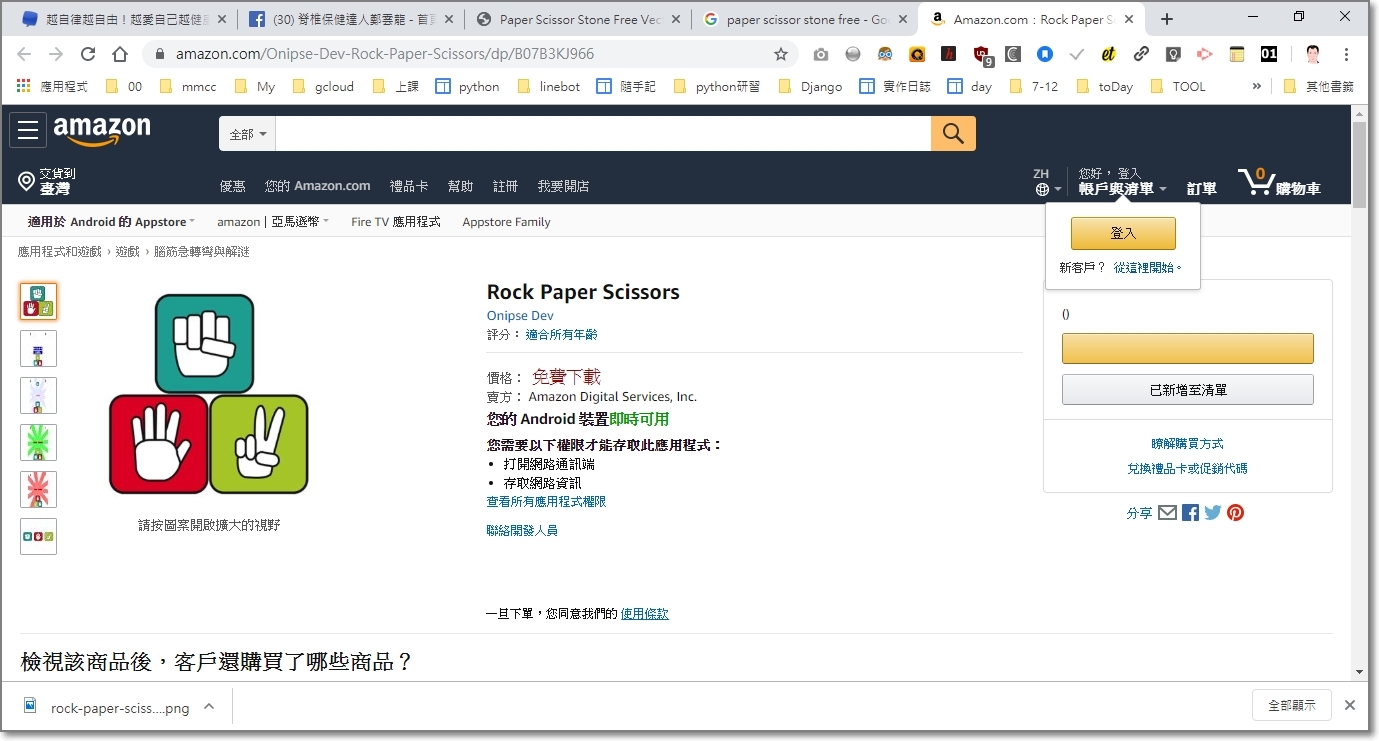 越自律越自由！越愛自己越健
(30) 脊椎保健達人鄭雲龍 - 首
Paper Scissor Stone Free Vec
paper scissor stone free - Go
Amazon.com : Rock Paper S
amazon.com/Onipse-Dev-Rock-Paper-Scissors/dp/B07B3KJ966
9
01
應用程式 00 mmcc My gcloud 上課 python linebot 隨手記 python研習 Django 實作日誌 day 7-12 toDay TOOL » 其他書籤
amazon
全部
交貨到
臺灣
優惠 您的 Amazon.com 禮品卡 幫助 註冊 我要開店
ZH
您好， 登入
帳戶與清單
訂單
0
購物車
適用於 Android 的 Appstore amazon | 亞馬遜幣 Fire TV 應用程式 Appstore Family
登入
新客戶？ 從這裡開始。
應用程式和遊戲 › 遊戲 › 腦筋急轉彎與解謎
Rock Paper Scissors
Onipse Dev
評分： 適合所有年齡
價格： 免費下載
賣方： Amazon Digital Services, Inc.
您的 Android 裝置即時可用
您需要以下權限才能存取此應用程式：
• 打開網路通訊端
• 存取網路資訊
查看所有應用程式權限
聯絡開發人員
請按圖案開啟擴大的視野
一旦下單，您同意我們的 使用條款
()
已新增至清單
瞭解購買方式
兌換禮品卡或促銷代碼
分享
檢視該商品後，客戶還購買了哪些商品？
rock-paper-sciss....png
全部顯示